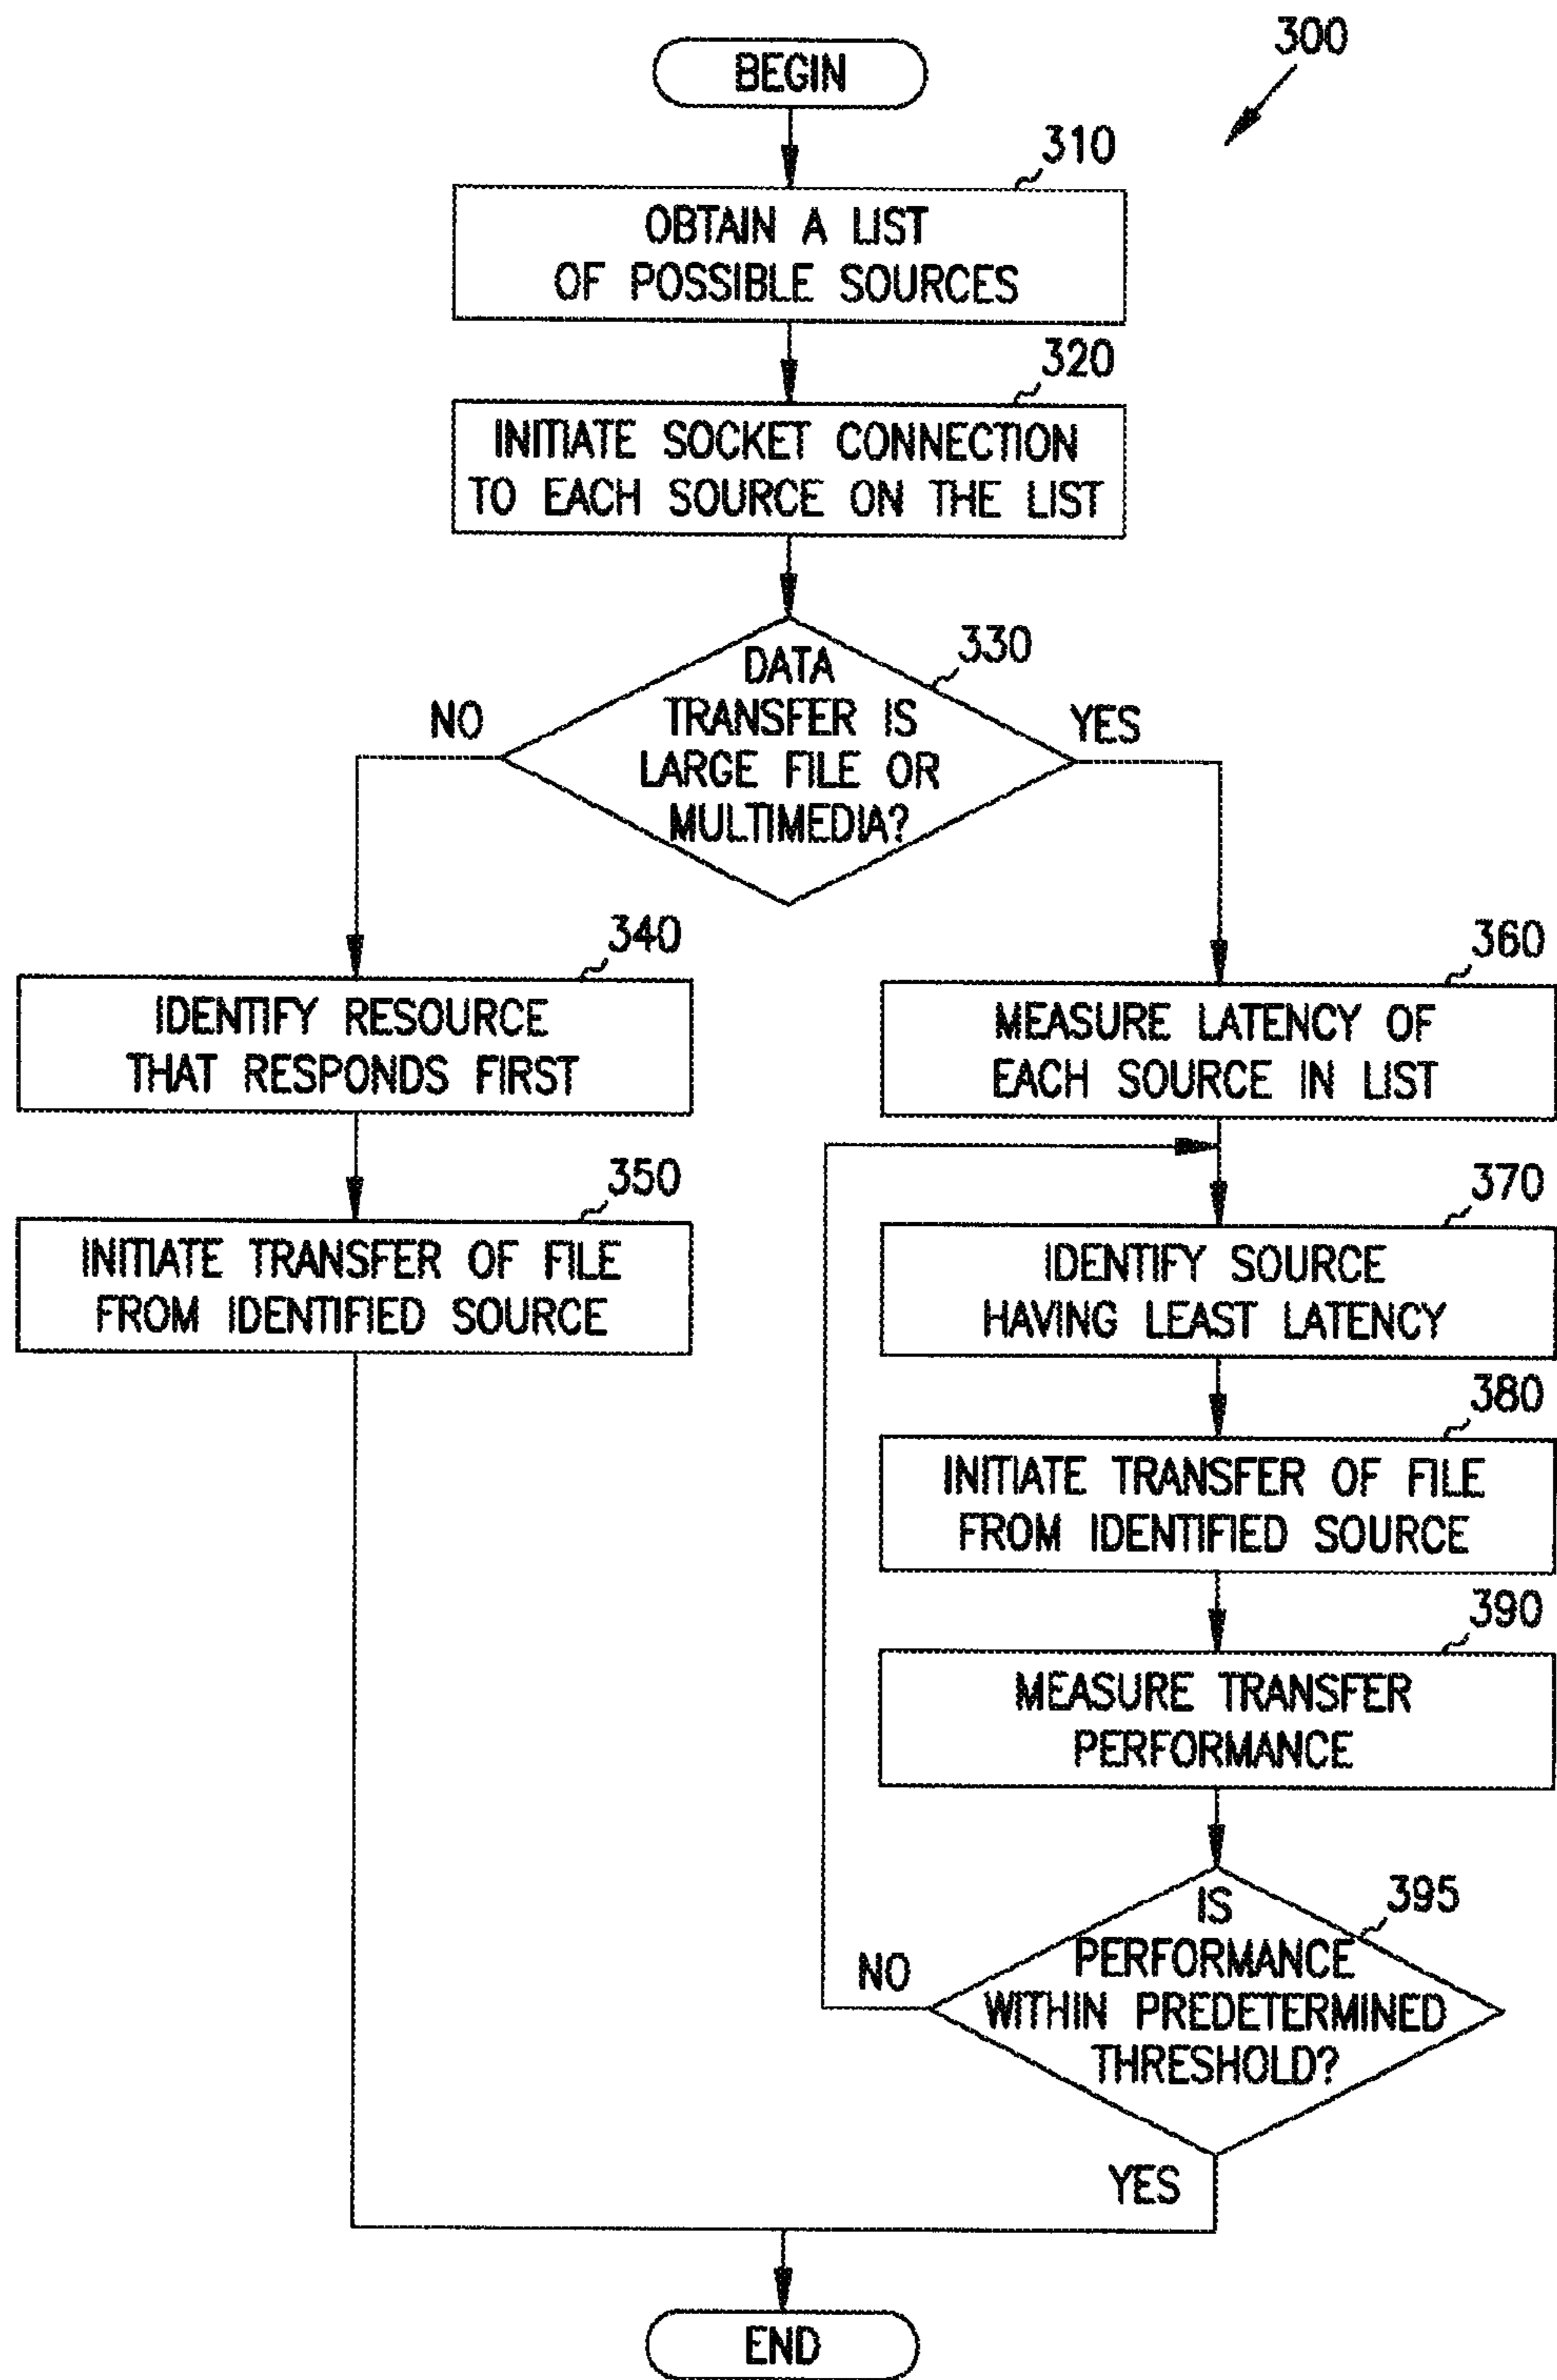 BEGIN
300
310
OBTAIN A LIST
OF POSSIBLE SOURCES
320
INITIATE SOCKET CONNECTION
TO EACH SOURCE ON THE LIST
330
DATA
TRANSFER IS
LARGE FILE OR
MULTIMEDIA?
NO
YES
340
IDENTIFY RESOURCE
THAT RESPONDS FIRST
350
INITIATE TRANSFER OF FILE
FROM IDENTIFIED SOURCE
360
MEASURE LATENCY OF
EACH SOURCE IN LIST
370
IDENTIFY SOURCE
HAVING LEAST LATENCY
380
INITIATE TRANSFER OF FILE
FROM IDENTIFIED SOURCE
390
MEASURE TRANSFER
PERFORMANCE
395
IS
PERFORMANCE
WITHIN PREDETERMINED
THRESHOLD?
NO
YES
END